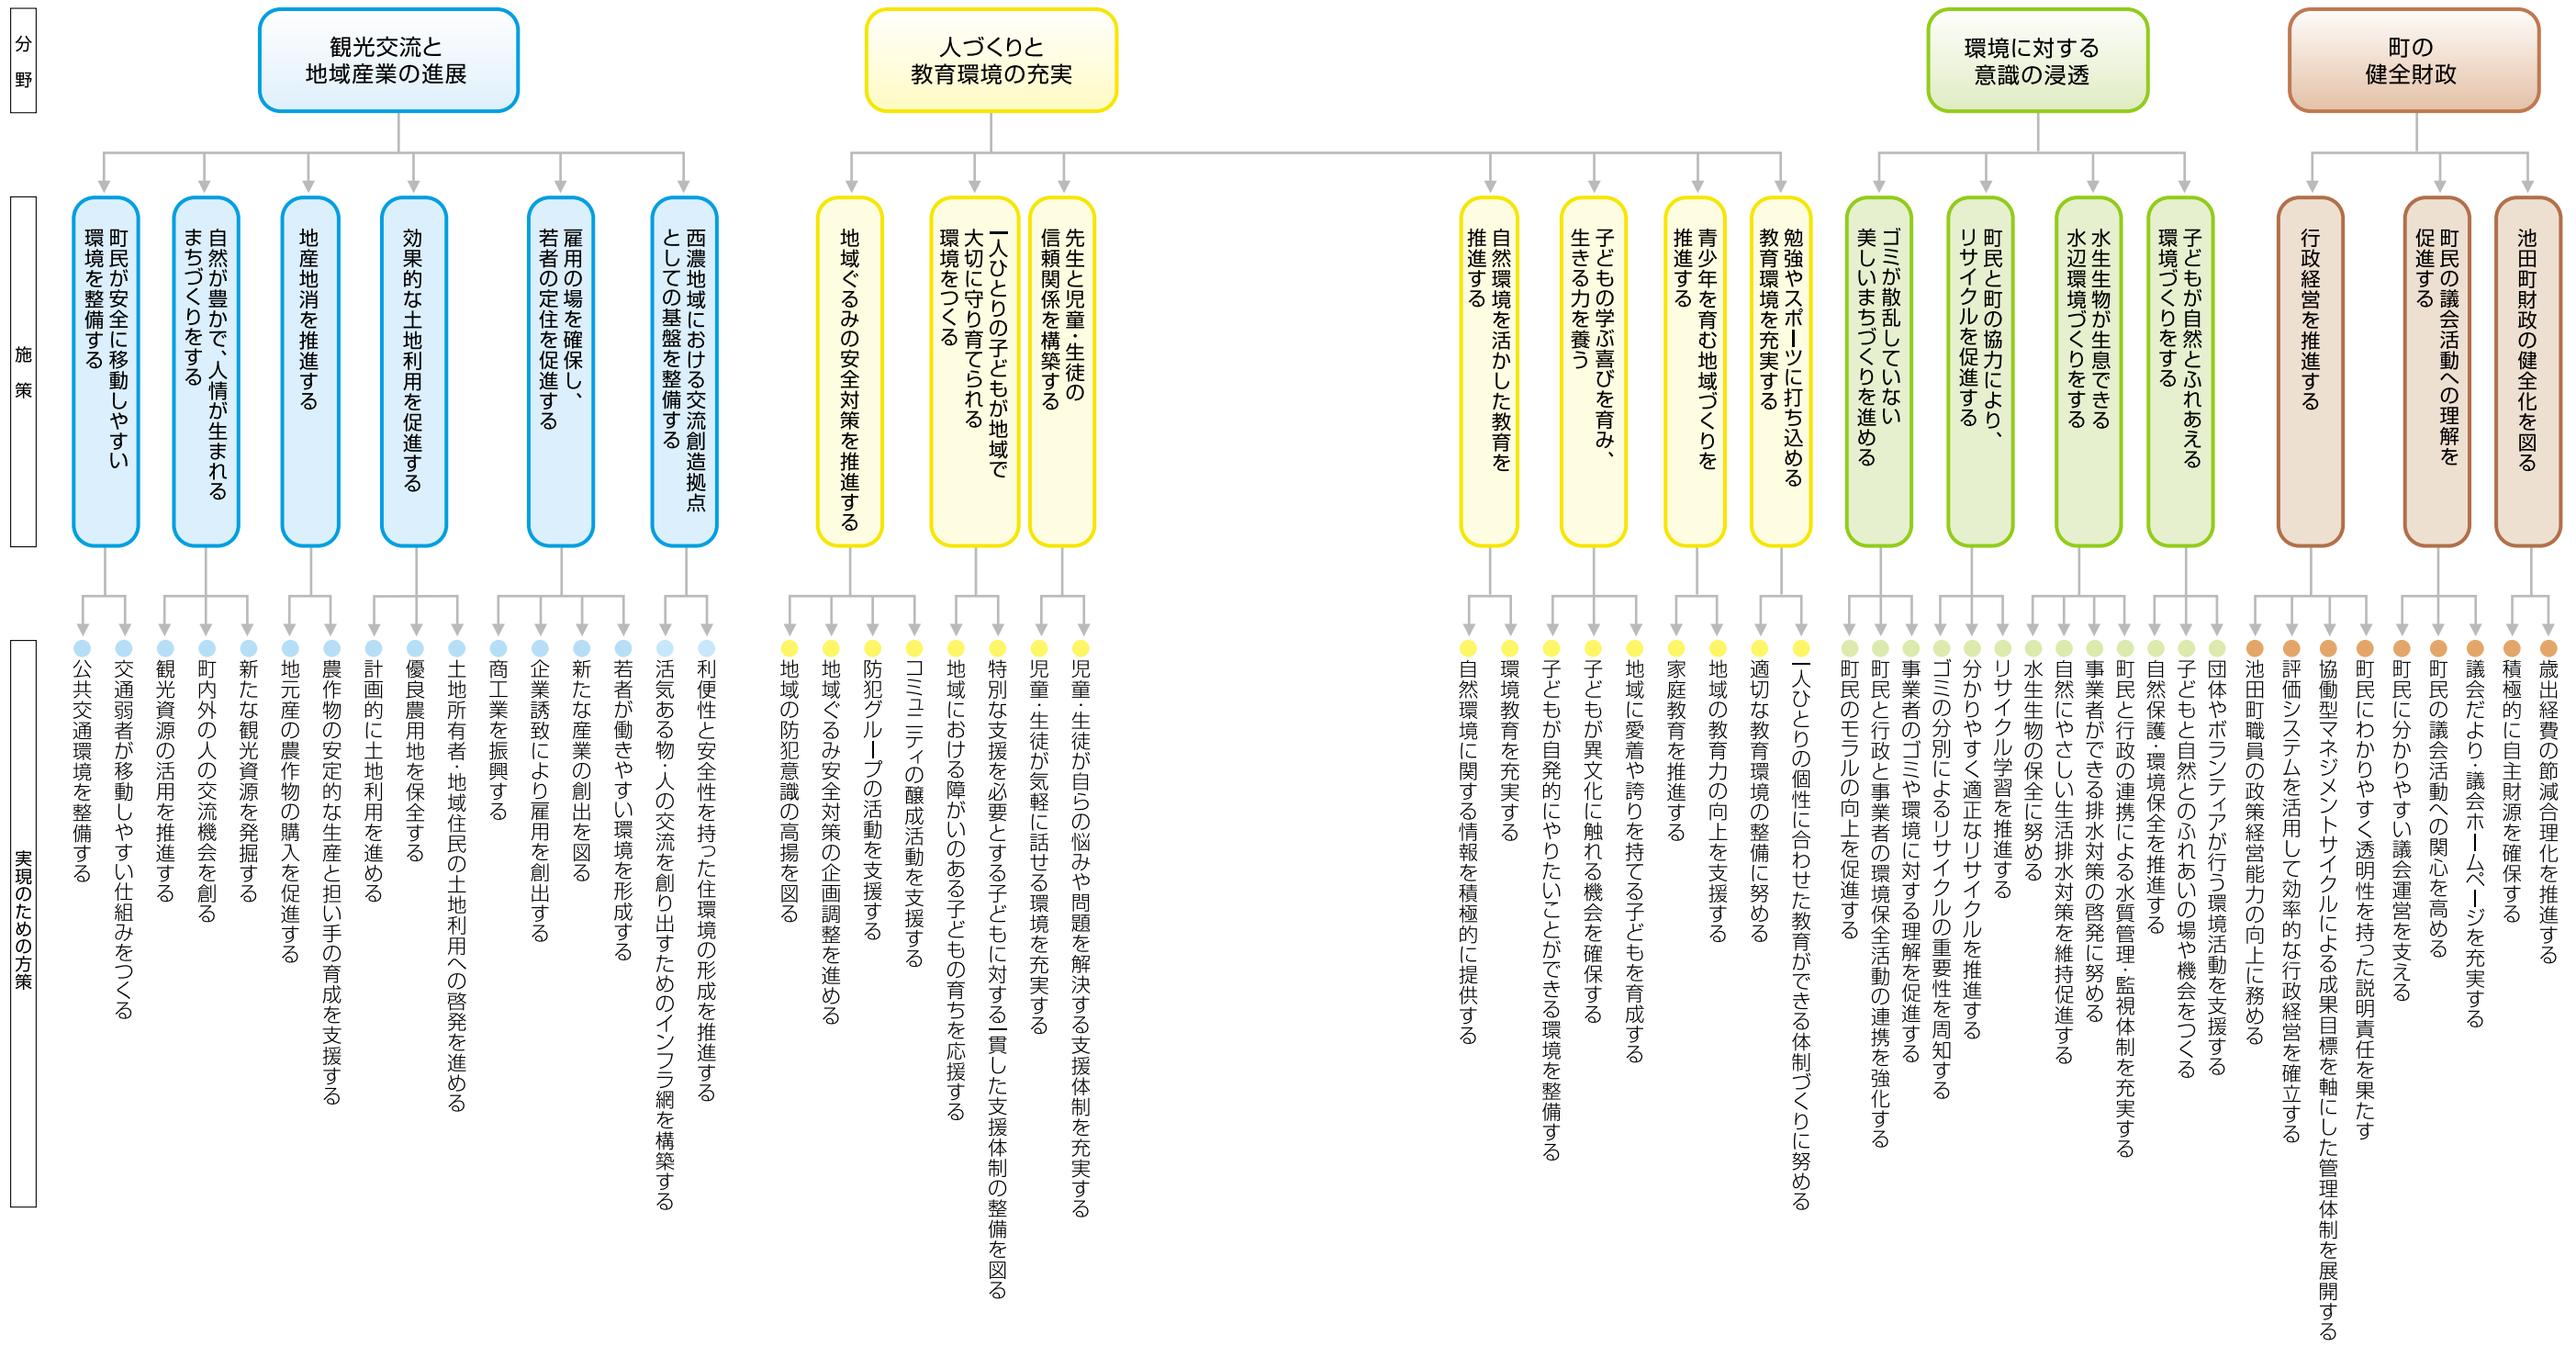 分野
観光交流と
地域産業の進展
人づくりと
教育環境の充実
環境に対する
意識の浸透
町の
健全財政
施策
町民が安全に移動しやすい
環境を整備する
自然が豊かで、人情が生まれる
まちづくりをする
地産地消を推進する
効果的な土地利用を促進する
雇用の場を確保し、
若者の定住を促進する
西濃地域における交流創造拠点
としての基盤を整備する
地域ぐるみの安全対策を推進する
一人ひとりの子どもが地域で
大切に守り育てられる
環境をつくる
先生と児童・生徒の
信頼関係を構築する
自然環境を活かした教育を
推進する
子どもの学ぶ喜びを育み、
生きる力を養う
青少年を育む地域づくりを
推進する
勉強やスポーツに打ち込める
教育環境を充実する
ゴミが散乱していない
美しいまちづくりを進める
町民と町の協力により、
リサイクルを促進する
水生生物が生息できる
水辺環境づくりをする
子どもが自然とふれあえる
環境づくりをする
行政経営を推進する
町民の議会活動への理解を
促進する
池田町財政の健全化を図る
実現のための方策
公共交通環境を整備する
交通弱者が移動しやすい仕組みをつくる
観光資源の活用を推進する
町内外の人の交流機会を創る
新たな観光資源を発掘する
地元産の農作物の購入を促進する
農作物の安定的な生産と担い手の育成を支援する
計画的に土地利用を進める
優良農用地を保全する
土地所有者・地域住民の土地利用への啓発を進める
商工業を振興する
企業誘致により雇用を創出する
新たな産業の創出を図る
若者が働きやすい環境を形成する
活気ある物・人の交流を創り出すためのインフラ網を構築する
利便性と安全性を持った住環境の形成を推進する
地域の防犯意識の高揚を図る
地域ぐるみ安全対策の企画調整を進める
防犯グループの活動を支援する
コミュニティの醸成活動を支援する
地域における障がいのある子どもの育ちを応援する
特別な支援を必要とする子どもに対する一貫した支援体制の整備を図る
児童・生徒が気軽に話せる環境を充実する
児童・生徒が自らの悩みや問題を解決する支援体制を充実する
自然環境に関する情報を積極的に提供する
環境教育を充実する
子どもが自発的にやりたいことができる環境を整備する
子どもが異文化に触れる機会を確保する
地域に愛着や誇りを持てる子どもを育成する
家庭教育を推進する
地域の教育力の向上を支援する
適切な教育環境の整備に努める
一人ひとりの個性に合わせた教育ができる体制づくりに努める
町民のモラルの向上を促進する
町民と行政と事業者の環境保全活動の連携を強化する
事業者のゴミや環境に対する理解を促進する
ゴミの分別によるリサイクルの重要性を周知する
分かりやすく適正なリサイクルを推進する
リサイクル学習を推進する
水生生物の保全に努める
自然にやさしい生活排水対策を維持促進する
事業者ができる排水対策の啓発に努める
町民と行政の連携による水質管理・監視体制を充実する
自然保護・環境保全を推進する
子どもと自然とのふれあいの場や機会をつくる
団体やボランティアが行う環境活動を支援する
池田町職員の政策経営能力の向上に務める
評価システムを活用して効率的な行政経営を確立する
協働型マネジメントサイクルによる成果目標を軸にした管理体制を展開する
町民にわかりやすく透明性を持った説明責任を果たす
町民に分かりやすい議会運営を支える
町民の議会活動への関心を高める
議会だより・議会ホームページを充実する
積極的に自主財源を確保する
歳出経費の節減合理化を推進する